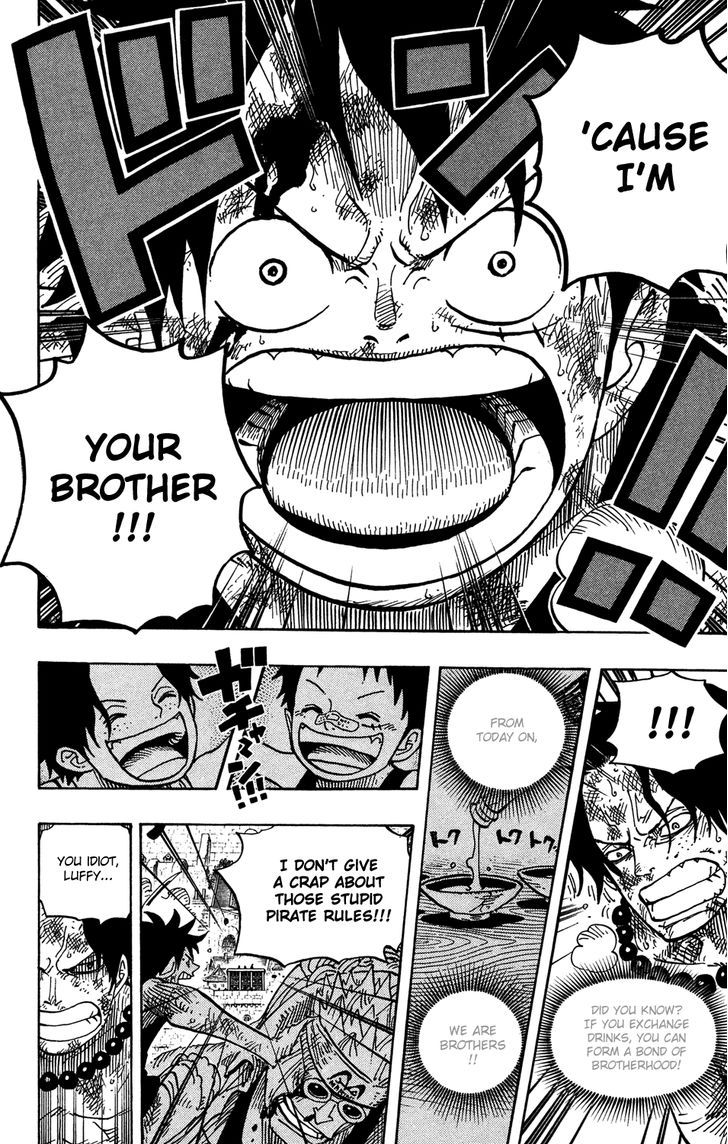 'CAUSE
I'M
YOUR
BROTHER
!!!
ドン
!!
!!!
DID YOU KNOW?
IF YOU EXCHANGE
DRINKS, YOU CAN
FORM A BOND OF
BROTHERHOOD!
FROM
TODAY ON,
トク
トクトク
WE ARE
BROTHERS
!!
ガチャーン!!
I DON'T GIVE
A CRAP ABOUT
THOSE STUPID
PIRATE RULES!!!
YOU IDIOT,
LUFFY...